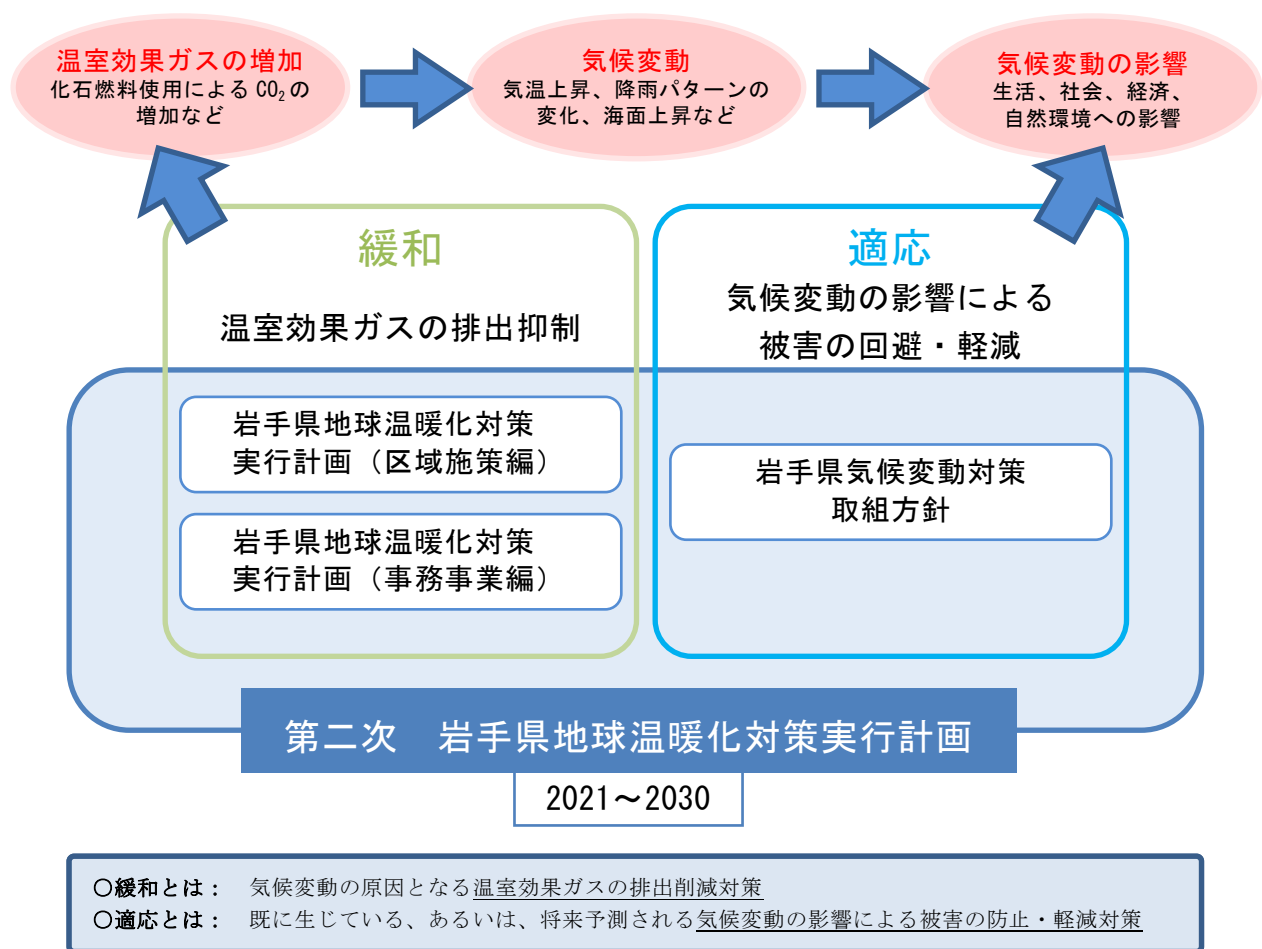 温室効果ガスの増加
化石燃料使用による CO₂の
増加など
気候変動
気温上昇、降雨パターンの
変化、海面上昇など
気候変動の影響
生活、社会、経済、
自然環境への影響
緩和
温室効果ガスの排出抑制
適応
気候変動の影響による
被害の回避・軽減
岩手県地球温暖化対策
実行計画（区域施策編）
岩手県地球温暖化対策
実行計画（事務事業編）
岩手県気候変動対策
取組方針
第二次　岩手県地球温暖化対策実行計画
2021～2030
〇緩和とは：　気候変動の原因となる温室効果ガスの排出削減対策
〇適応とは：　既に生じている、あるいは、将来予測される気候変動の影響による被害の防止・軽減対策